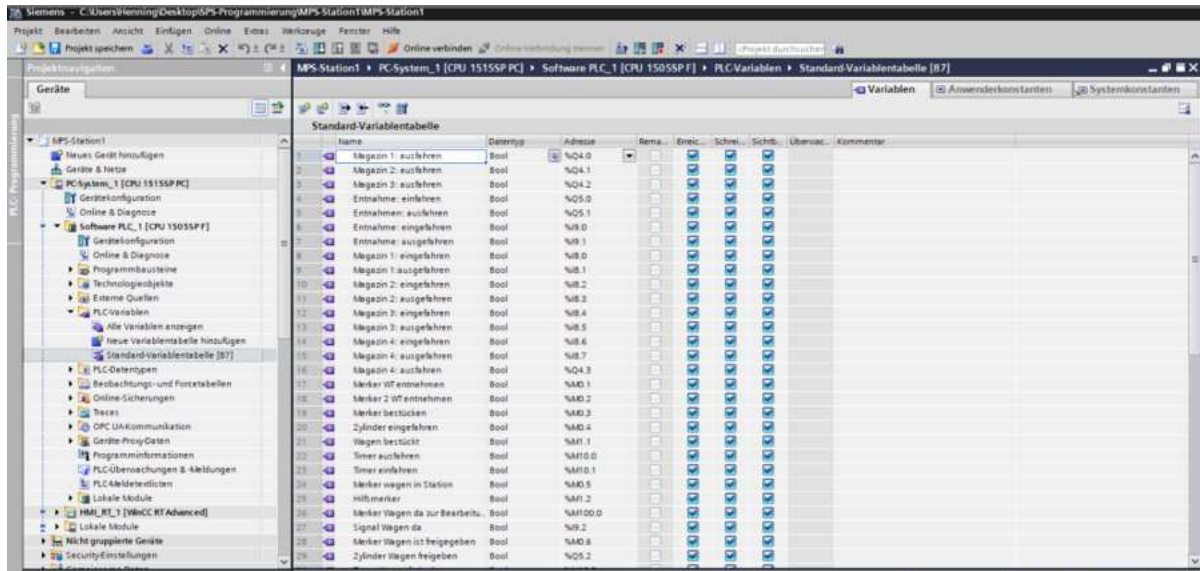 Siemens - C:\Users\Henning\Desktop\SPS-Programmierung\MPS-Station1\MPS-Station1
Projekt Bearbeiten Ansicht Einfügen Online Extras Werkzeuge Fenster Hilfe
Projekt speichern Online verbinden Online-Verbindung trennen Projekt durchsuchen
Projektnavigation
MPS-Station1 PC-System_1 [CPU 1515SP PC] Software PLC_1 [CPU 1505SP F] PLC-Variablen Standard-Variablentabelle [87]
Geräte
Variablen Anwenderkonstanten Systemkonstanten
PLC-Programmierung
MPS-Station1
Neues Gerät hinzufügen
Geräte & Netze
PC-System_1 [CPU 1515SP PC]
Gerätekonfiguration
Online & Diagnose
Software PLC_1 [CPU 1505SP F]
Gerätekonfiguration
Online & Diagnose
Programmbausteine
Technologieobjekte
Externe Quellen
PLC-Variablen
Alle Variablen anzeigen
Neue Variablentabelle hinzufügen
Standard-Variablentabelle [87]
PLC-Datentypen
Beobachtungs- und Forcetabellen
Online-Sicherungen
Traces
OPC UA-Kommunikation
Geräte-Proxy-Daten
Programminformationen
PLC-Überwachungen & -Meldungen
PLC-Meldetextlisten
Lokale Module
HMI_RT_1 [WinCC RT Advanced]
Lokale Module
Nicht gruppierte Geräte
Security-Einstellungen
Standard-Variablentabelle
Name Datentyp Adresse Rema... Erreic... Schrei... Sichtb... Überwac... Kommentar
1 Magazin 1: ausfahren Bool %Q4.0
2 Magazin 2: ausfahren Bool %Q4.1
3 Magazin 3: ausfahren Bool %Q4.2
4 Entnahme: einfahren Bool %Q5.0
5 Entnahmen: ausfahren Bool %Q5.1
6 Entnahme: eingefahren Bool %I9.0
7 Entnahme: ausgefahren Bool %I9.1
8 Magazin 1: eingefahren Bool %I8.0
9 Magazin 1:ausgefahren Bool %I8.1
10 Magazin 2: eingefahren Bool %I8.2
11 Magazin 2: ausgefahren Bool %I8.3
12 Magazin 3: eingefahren Bool %I8.4
13 Magazin 3: ausgefahren Bool %I8.5
14 Magazin 4: eingefahren Bool %I8.6
15 Magazin 4: ausgefahren Bool %I8.7
16 Magazin 4: ausfahren Bool %Q4.3
17 Merker WT entnehmen Bool %M0.1
18 Merker 2 WT entnehmen Bool %M0.2
19 Merker bestücken Bool %M0.3
20 Zylinder eingefahren Bool %M0.4
21 Wagen bestückt Bool %M1.1
22 Timer ausfahren Bool %M10.0
23 Timer einfahren Bool %M10.1
24 Merker wagen in Station Bool %M0.5
25 Hilfsmerker Bool %M1.2
26 Merker Wagen da zur Bearbeitu... Bool %M100.0
27 Signal Wagen da Bool %I9.2
28 Merker Wagen ist freigegeben Bool %M0.6
29 Zylinder Wagen freigeben Bool %Q5.2